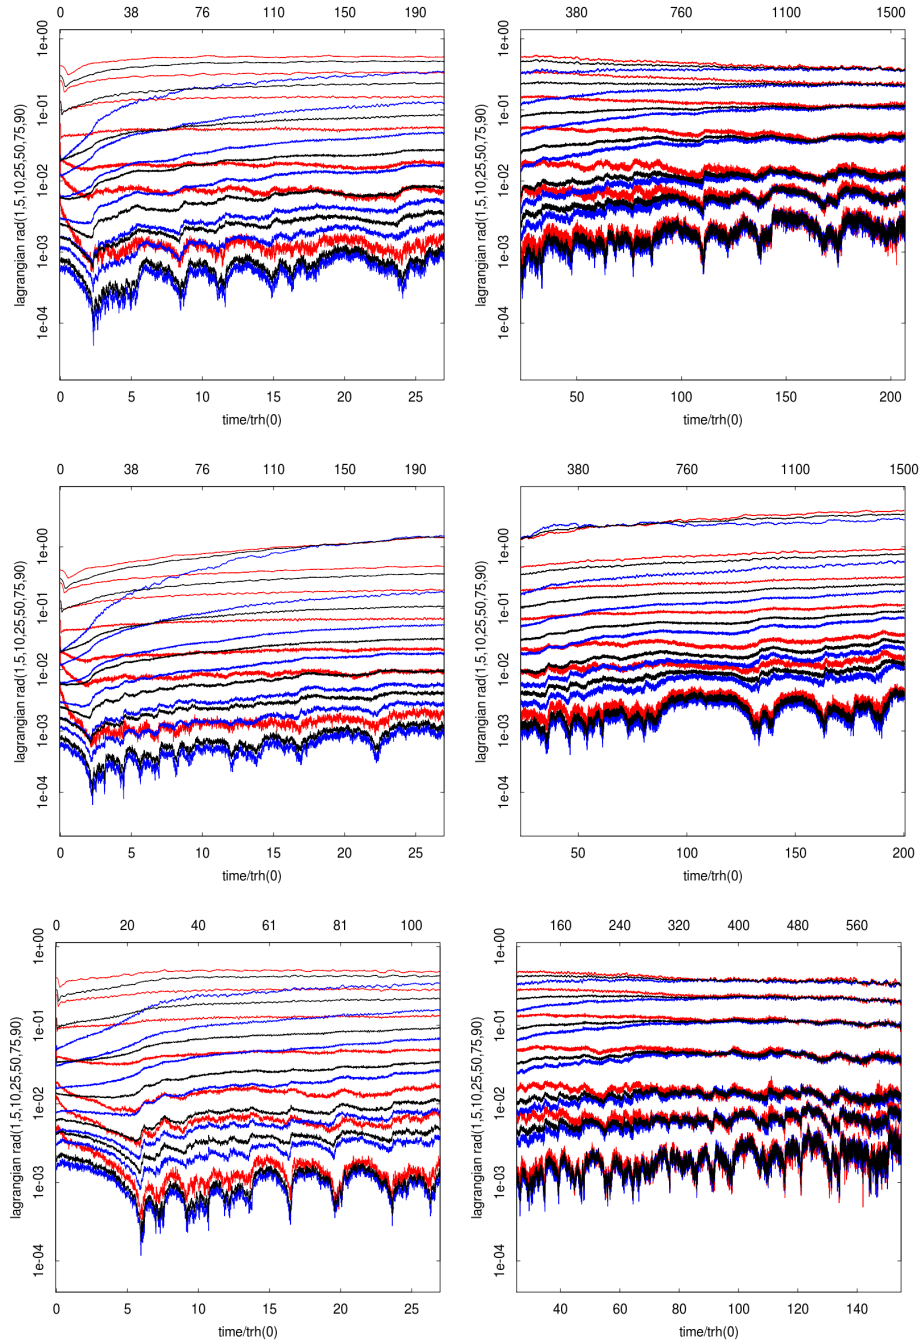 0 38 76 110 150 190
380 760 1100 1500
lagrangian rad(1,5,10,25,50,75,90)
1e+00
1e-01
1e-02
1e-03
1e-04
lagrangian rad(1,5,10,25,50,75,90)
1e+00
1e-01
1e-02
1e-03
1e-04
0 5 10 15 20 25
50 100 150 200
time/trh(0)
time/trh(0)
0 38 76 110 150 190
380 760 1100 1500
lagrangian rad(1,5,10,25,50,75,90)
1e+00
1e-01
1e-02
1e-03
1e-04
lagrangian rad(1,5,10,25,50,75,90)
1e+00
1e-01
1e-02
1e-03
1e-04
0 5 10 15 20 25
50 100 150 200
time/trh(0)
time/trh(0)
0 20 40 61 81 100
160 240 320 400 480 560
lagrangian rad(1,5,10,25,50,75,90)
1e+00
1e-01
1e-02
1e-03
1e-04
lagrangian rad(1,5,10,25,50,75,90)
1e+00
1e-01
1e-02
1e-03
1e-04
0 5 10 15 20 25
40 60 80 100 120 140
time/trh(0)
time/trh(0)